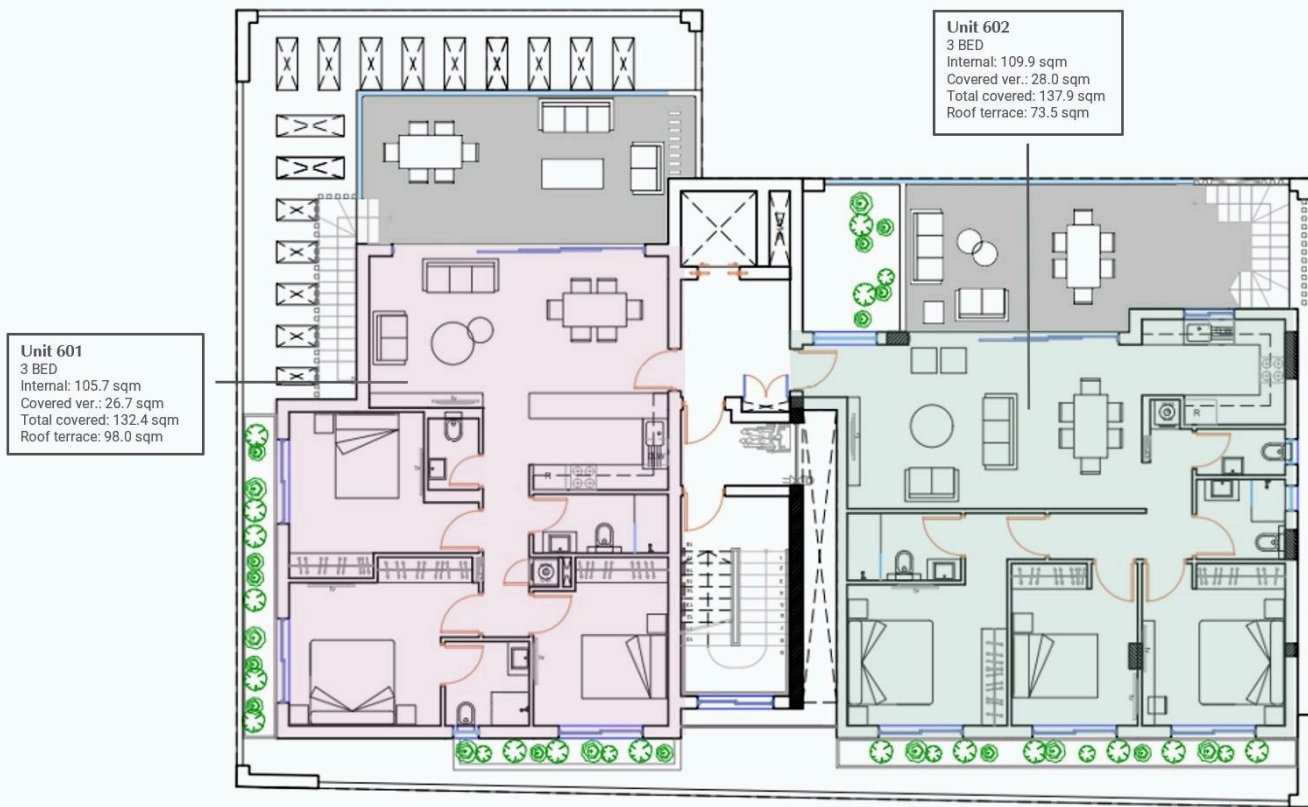 Unit 602
3 BED
Internal: 109.9 sqm
Covered ver.: 28.0 sqm
Total covered: 137.9 sqm
Roof terrace: 73.5 sqm
Unit 601
3 BED
Internal: 105.7 sqm
Covered ver.: 26.7 sqm
Total covered: 132.4 sqm
Roof terrace: 98.0 sqm
R
R